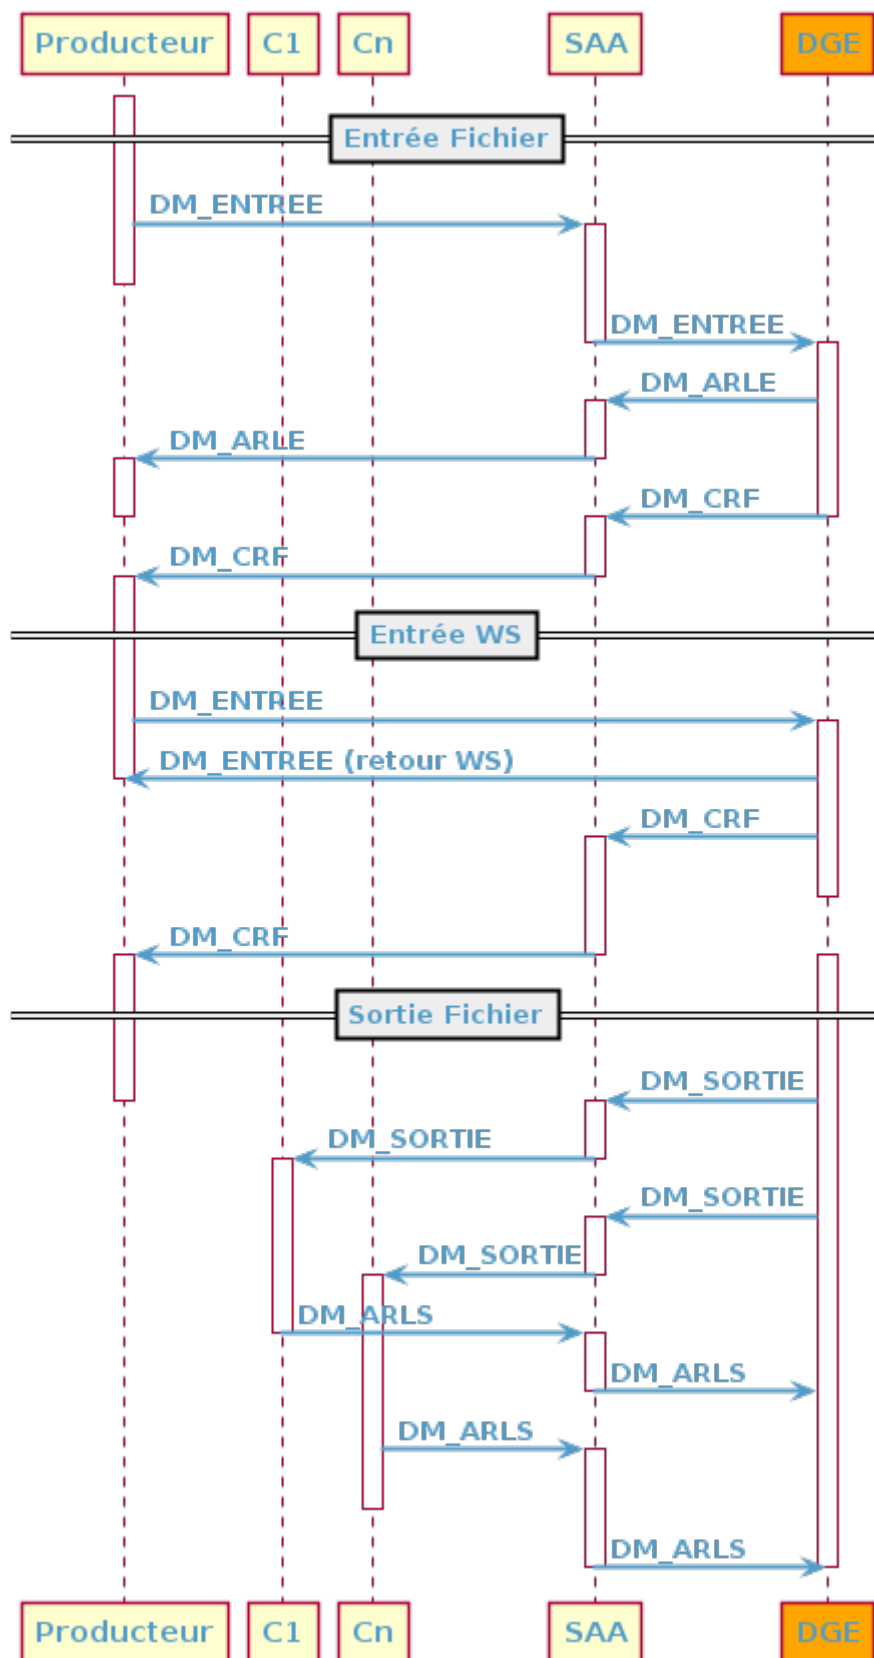 Producteur C1 Cn SAA DGE
Entrée Fichier
DM_ENTREE
DM_ENTREE
DM_ARLE
DM_ARLE
DM_CRF
DM_CRF
Entrée WS
DM_ENTREE
DM_ENTREE (retour WS)
DM_CRF
DM_CRF
Sortie Fichier
DM_SORTIE
DM_SORTIE
DM_SORTIE
DM_SORTIE
DM_ARLS
DM_ARLS
DM_ARLS
DM_ARLS
Producteur C1 Cn SAA DGE